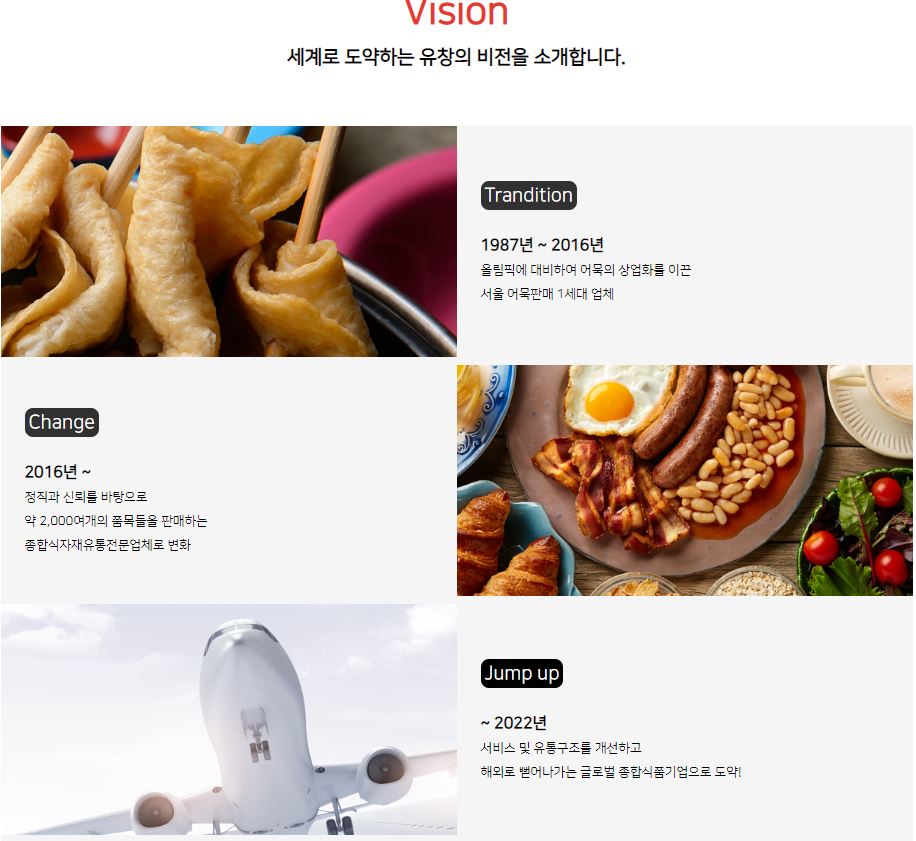 Vision
세계로 도약하는 유창의 비전을 소개합니다.
Trandition
1987년 ~ 2016년
올림픽에 대비하여 어묵의 상업화를 이끈
서울 어묵판매 1세대 업체
Change
2016년 ~
정직과 신뢰를 바탕으로
약 2,000여개의 품목들을 판매하는
종합식자재유통전문업체로 변화
Jump up
~ 2022년
서비스 및 유통구조를 개선하고
해외로 뻗어나가는 글로벌 종합식품기업으로 도약!